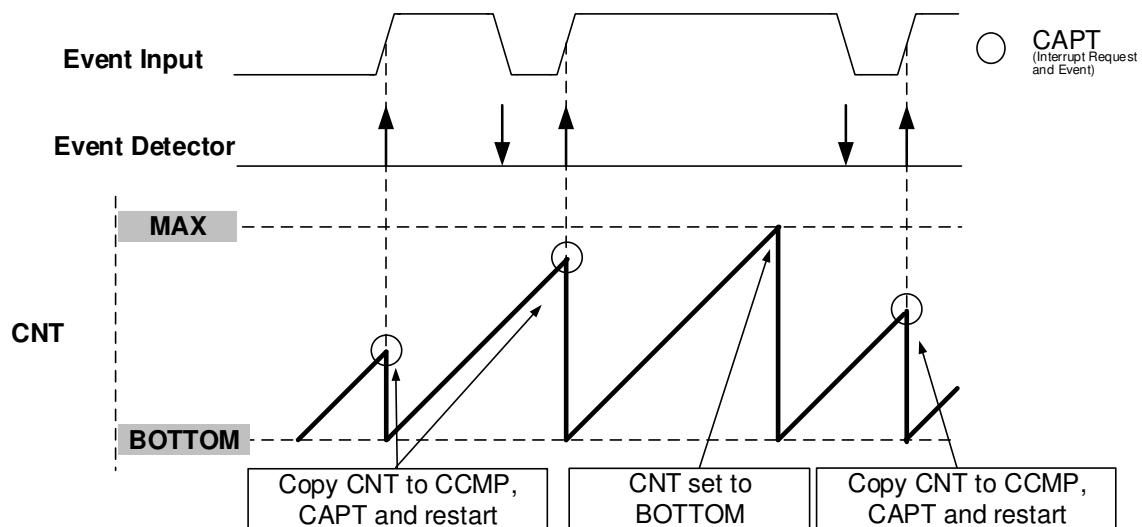 Event Input
CAPT
(Interrupt Request
and Event)
Event Detector
MAX
CNT
BOTTOM
Copy CNT to CCMP,
CAPT and restart
CNT set to
BOTTOM
Copy CNT to CCMP,
CAPT and restart